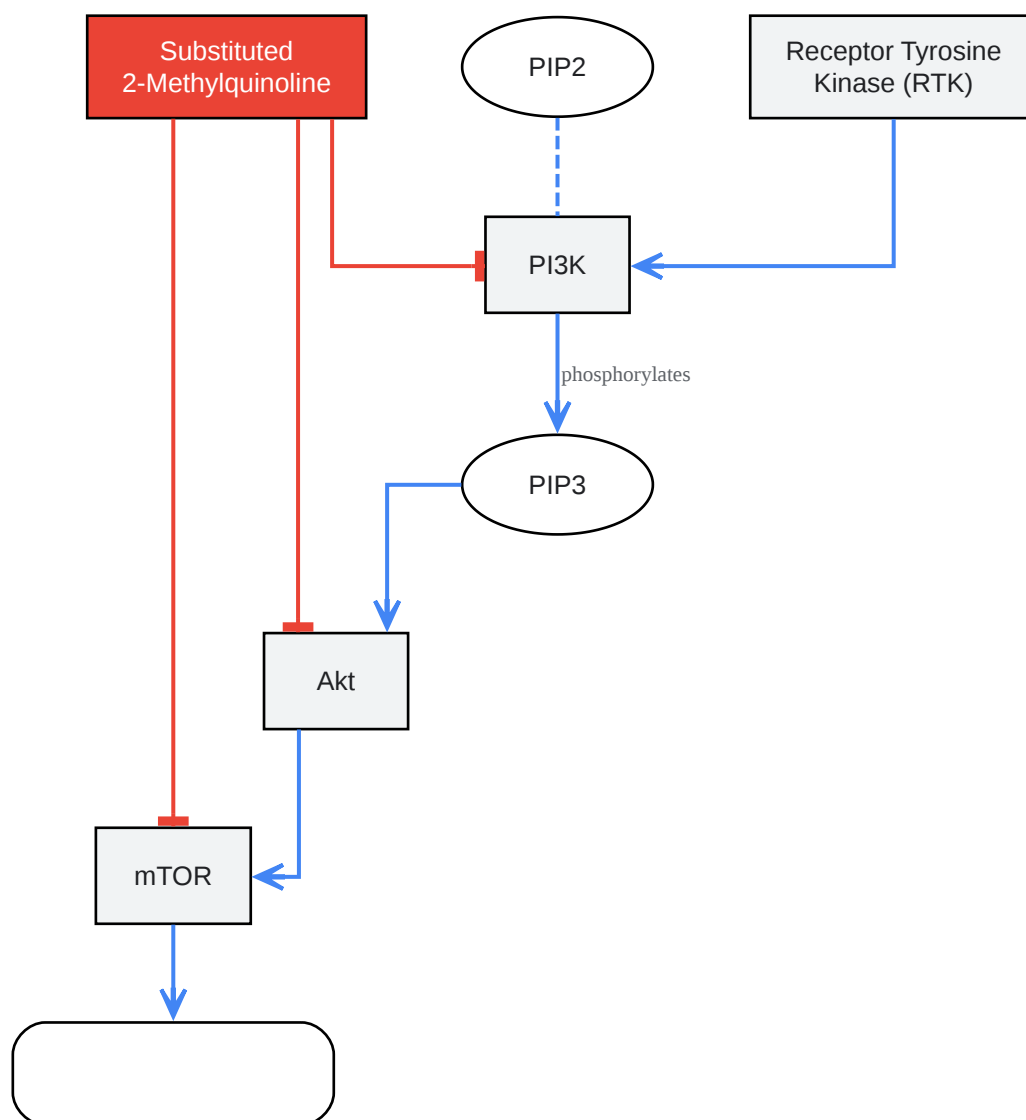 Substituted
2-Methylquinoline
PIP2
Receptor Tyrosine
Kinase (RTK)
PI3K
phosphorylates
PIP3
Akt
mTOR